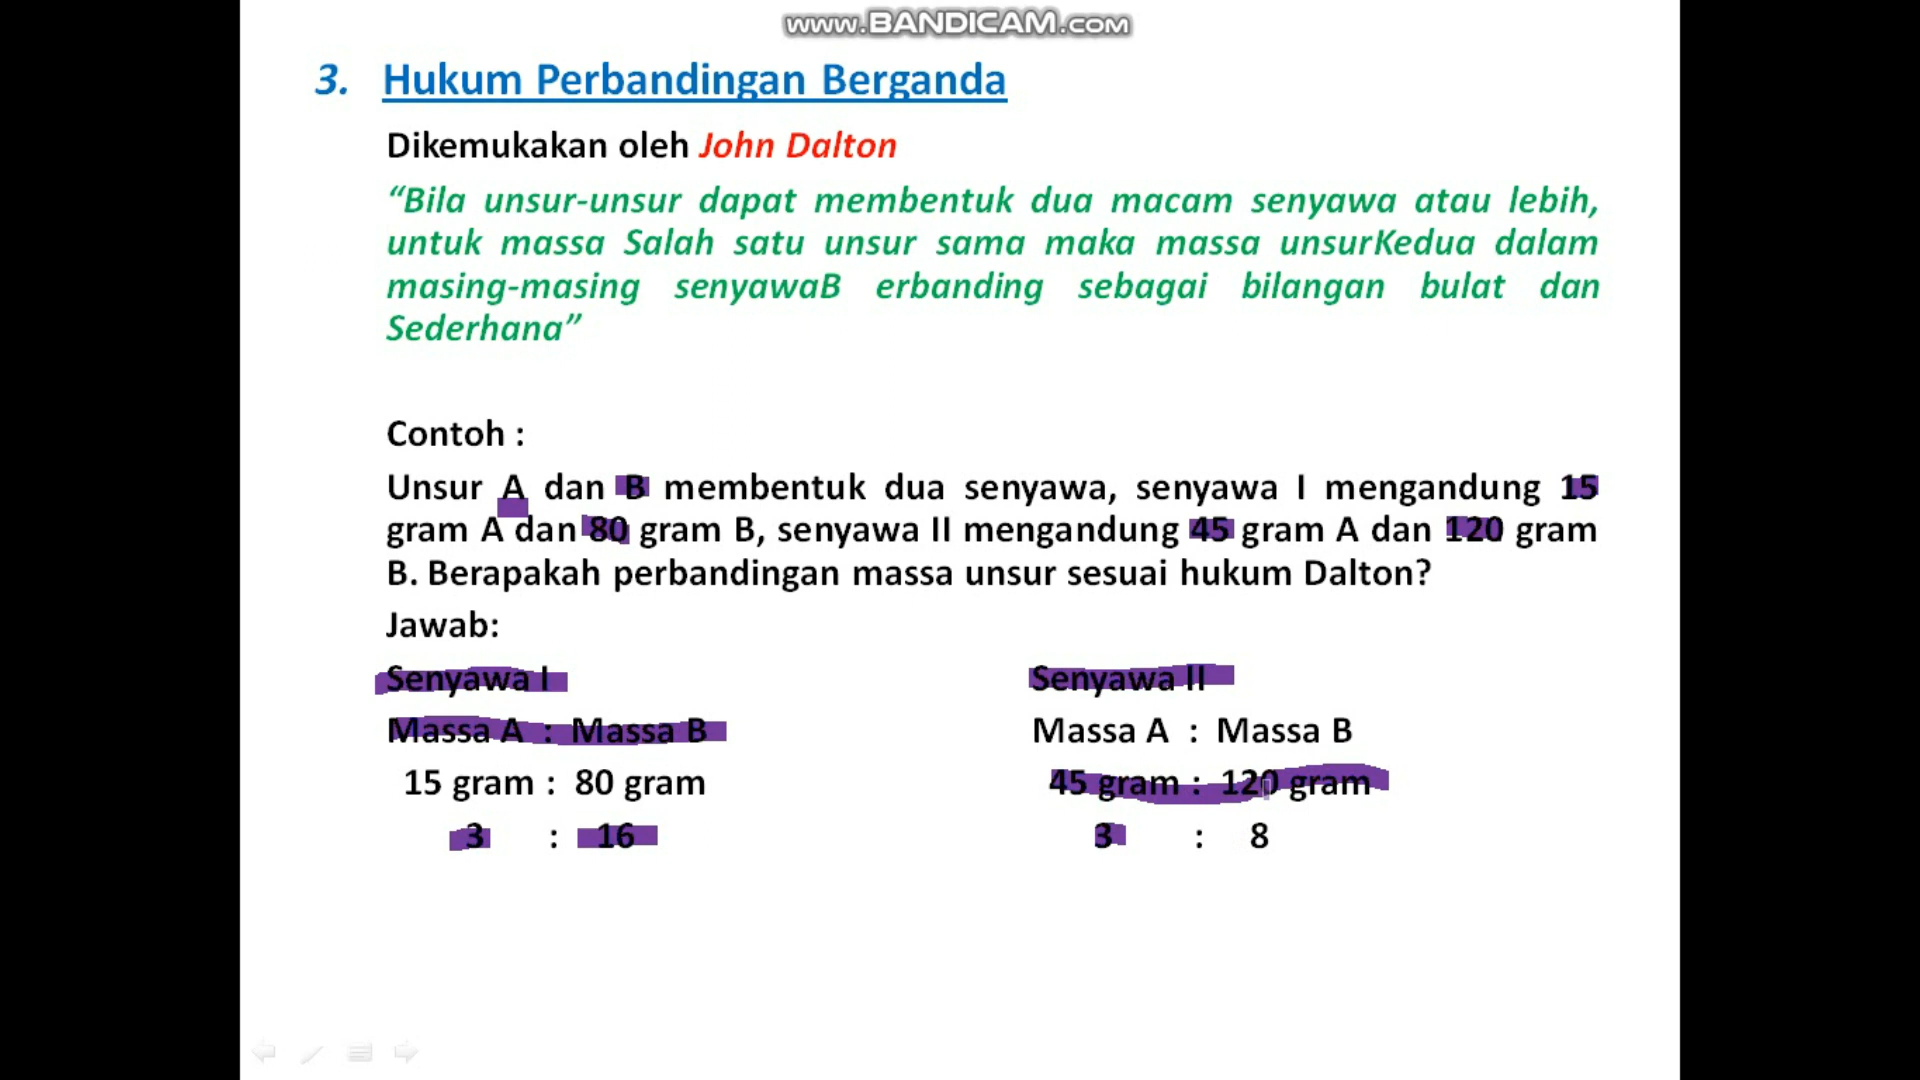 www.BANDICAM.com
3. Hukum Perbandingan Berganda
Dikemukakan oleh John Dalton
“Bila unsur-unsur dapat membentuk dua macam senyawa atau lebih,
untuk massa Salah satu unsur sama maka massa unsurKedua dalam
masing-masing senyawaB erbanding sebagai bilangan bulat dan
Sederhana”
Contoh :
Unsur A dan B membentuk dua senyawa, senyawa I mengandung 15
gram A dan 80 gram B, senyawa II mengandung 45 gram A dan 120 gram
B. Berapakah perbandingan massa unsur sesuai hukum Dalton?
Jawab:
Senyawa I Senyawa II
Massa A : Massa B Massa A : Massa B
15 gram : 80 gram 45 gram : 120 gram
3 : 16 3 : 8